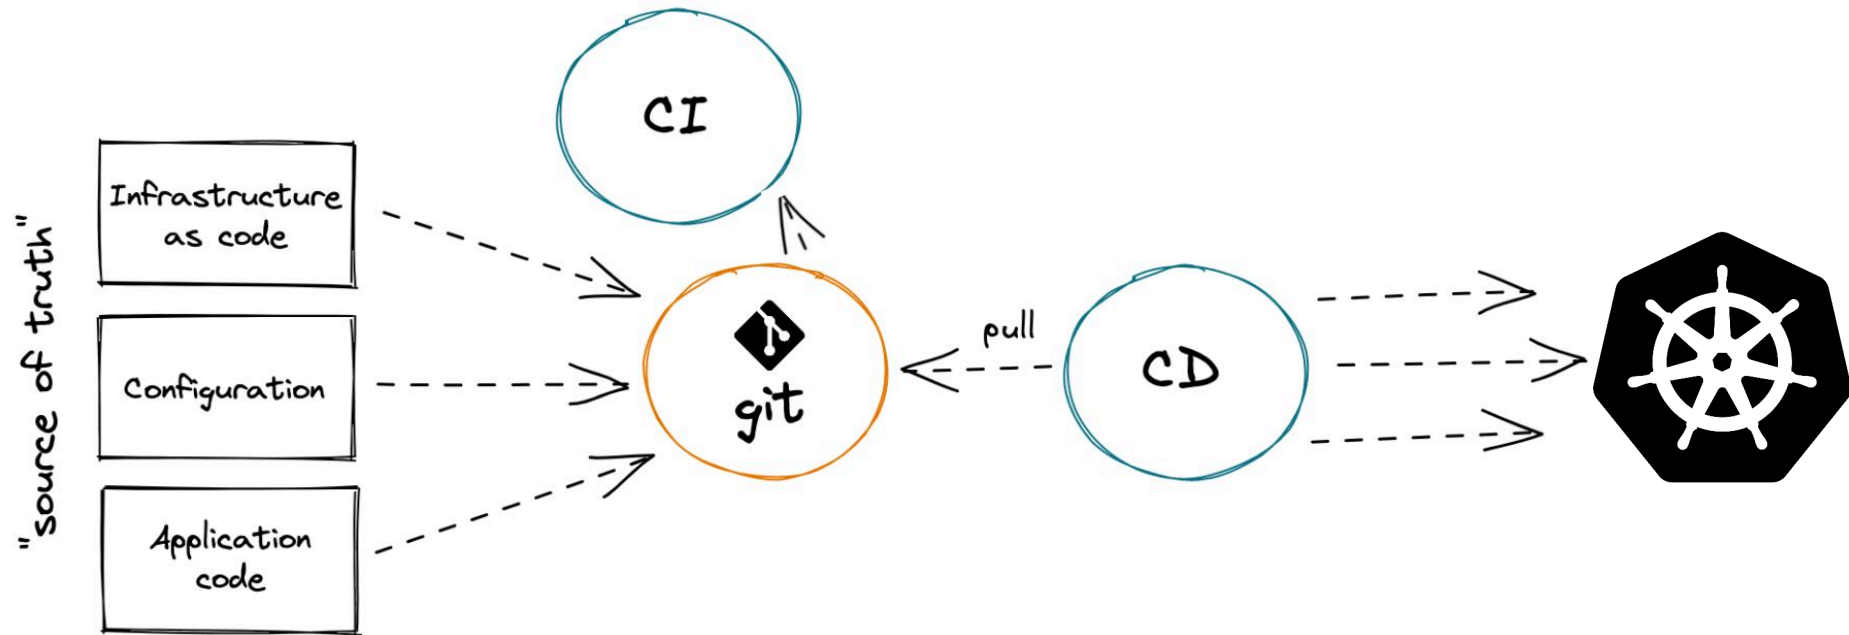 "source of truth"
Infrastructure
as code
Configuration
Application
code
CI
git
pull
CD